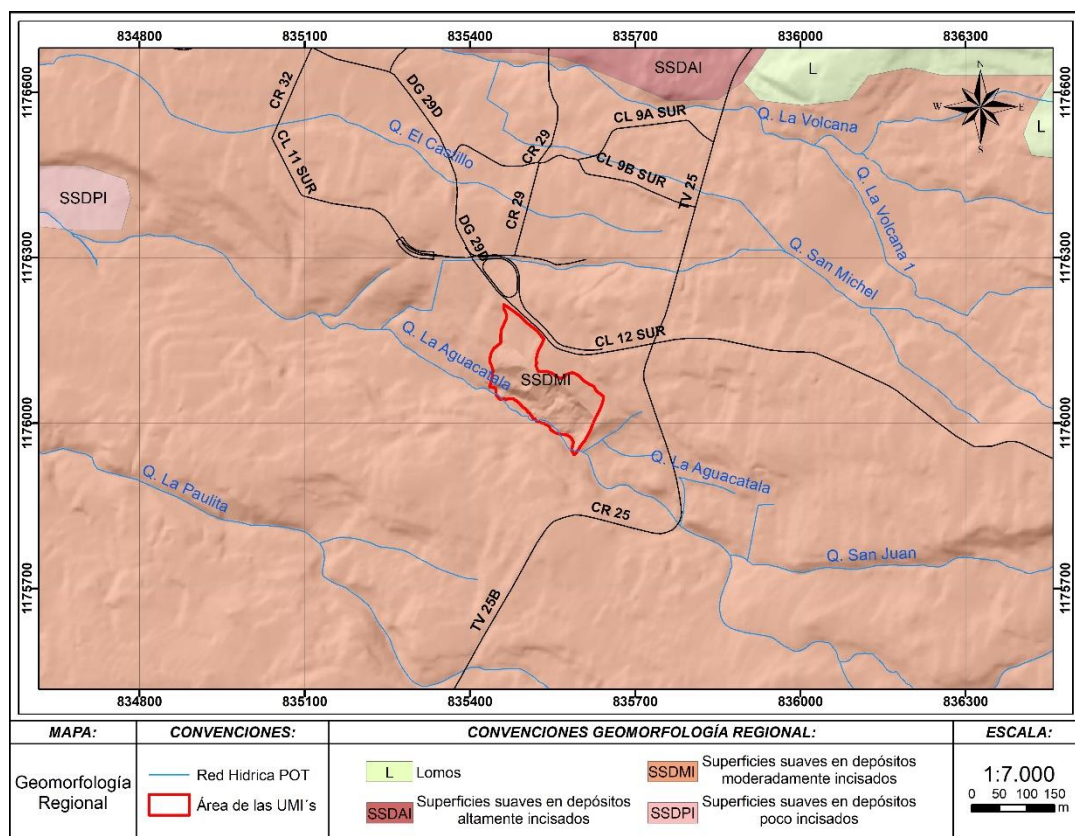 834800 835100 835400 835700 836000 836300
1176600
1176300
1176000
1175700
1176600
1176300
1176000
1175700
N
W E
S
SSDAI
L
L
SSDPI
SSDMI
CR 32
DG 29D
CR 29
CL 9A SUR
Q. La Volcana
Q. El Castillo
CL 9B SUR
CL 11 SUR
CR 29
TV 25
Q. La Volcana 1
DG 29D
Q. San Michel
CL 12 SUR
Q. La Aguacatala
Q. La Aguacatala
Q. La Paulita
CR 25
Q. San Juan
TV 25B
834800 835100 835400 835700 836000 836300
MAPA:
Geomorfología
Regional
CONVENCIONES:
Red Hidrica POT
Área de las UMI´s
CONVENCIONES GEOMORFOLOGÍA REGIONAL:
L Lomos
SSDAI Superficies suaves en depósitos
altamente incisados
SSDMI Superficies suaves en depósitos
moderadamente incisados
SSDPI Superficies suaves en depósitos
poco incisados
ESCALA:
1:7.000
0 50 100 150
m